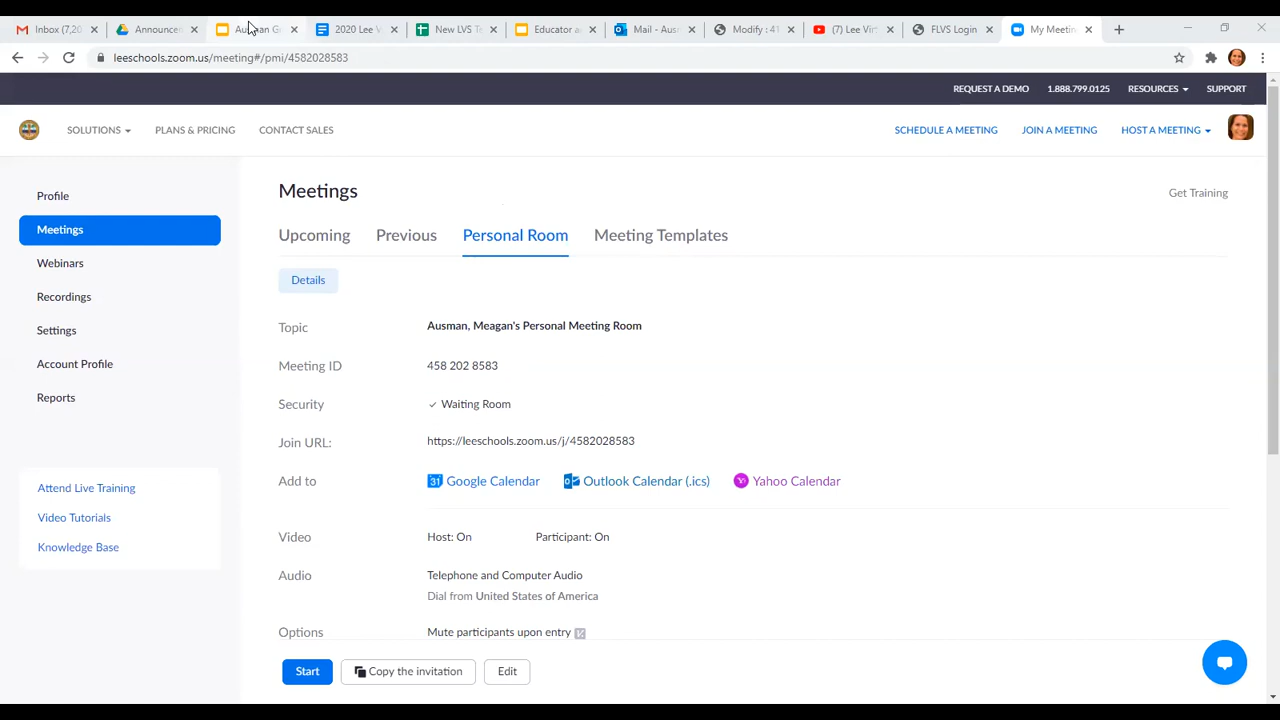 Inbox (7,20
Announce
Ausman G
2020 Lee V
New LVS T
Educator a
Mail - Aus
Modify : 41
(7) Lee Vir
FLVS Login
My Meetin
leeschools.zoom.us/meeting#/pmi/4582028583
REQUEST A DEMO 1.888.799.0125 RESOURCES SUPPORT
SOLUTIONS PLANS & PRICING CONTACT SALES SCHEDULE A MEETING JOIN A MEETING HOST A MEETING
Profile
Meetings
Webinars
Recordings
Settings
Account Profile
Reports
Attend Live Training
Video Tutorials
Knowledge Base
Meetings
Get Training
Upcoming Previous Personal Room Meeting Templates
Details
Topic Ausman, Meagan's Personal Meeting Room
Meeting ID 458 202 8583
Security ✓ Waiting Room
Join URL: https://leeschools.zoom.us/j/4582028583
Add to 31 Google Calendar Outlook Calendar (.ics) Yahoo Calendar
Video Host: On Participant: On
Audio Telephone and Computer Audio
Dial from United States of America
Options Mute participants upon entry
Start Copy the invitation Edit